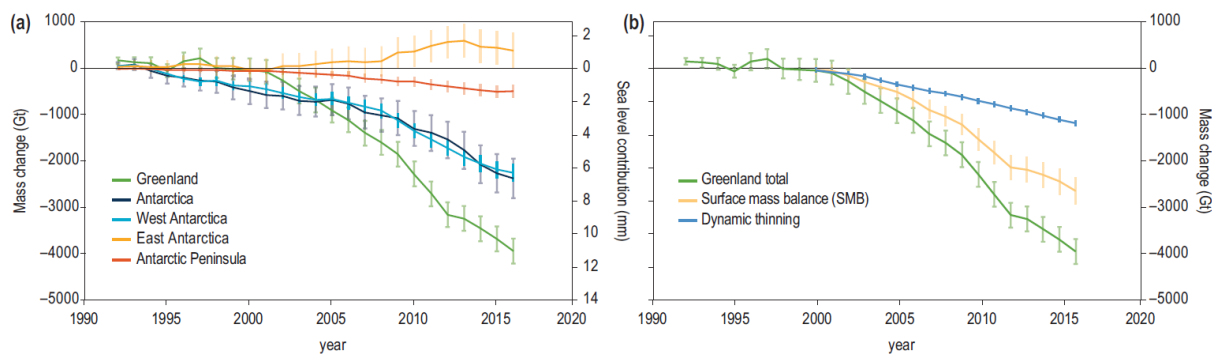 (a)
1000
0
−1000
−2000
−3000
−4000
−5000
Mass change (Gt)
2
0
2
4
6
8
10
12
14
Sea level contribution (mm)
Greenland
Antarctica
West Antarctica
East Antarctica
Antarctic Peninsula
1990
1995
2000
2005
2010
2015
2020
year
(b)
1000
0
−1000
−2000
−3000
−4000
−5000
Mass change (Gt)
Greenland total
Surface mass balance (SMB)
Dynamic thinning
1990
1995
2000
2005
2010
2015
2020
year